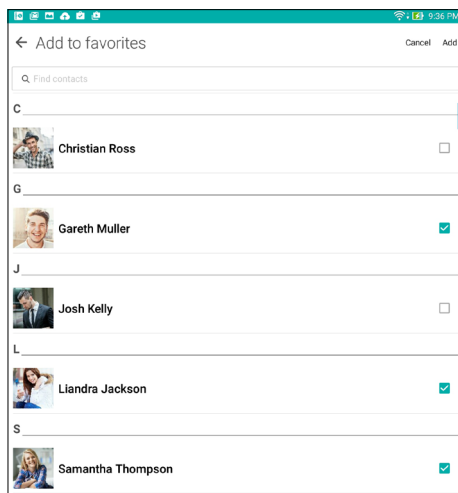 9:36 PM
Add to favorites
Cancel Add
Find contacts
C
Christian Ross
G
Gareth Muller
J
Josh Kelly
L
Liandra Jackson
S
Samantha Thompson